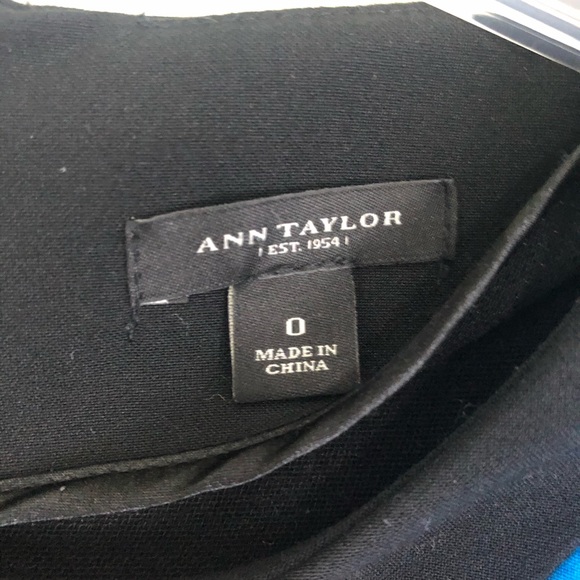 ANN TAYLOR
EST. 1954
0
MADE IN
CHINA